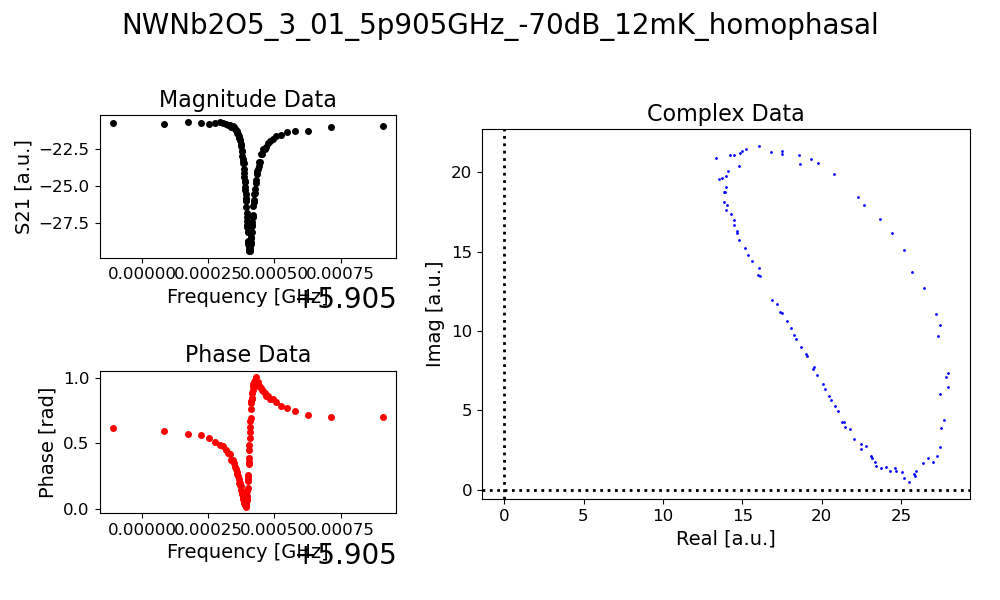 NWNb2O5_3_01_5p905GHz_-70dB_12mK_homophasal
Magnitude Data
S21 [a.u.]
−22.5
−25.0
−27.5
0.00000 0.00025 0.00050 0.00075
Frequency [GHz]
+5.905
Phase Data
Phase [rad]
1.0
0.5
0.0
0.00000 0.00025 0.00050 0.00075
Frequency [GHz]
+5.905
Complex Data
Imag [a.u.]
20
15
10
5
0
0 5 10 15 20 25
Real [a.u.]